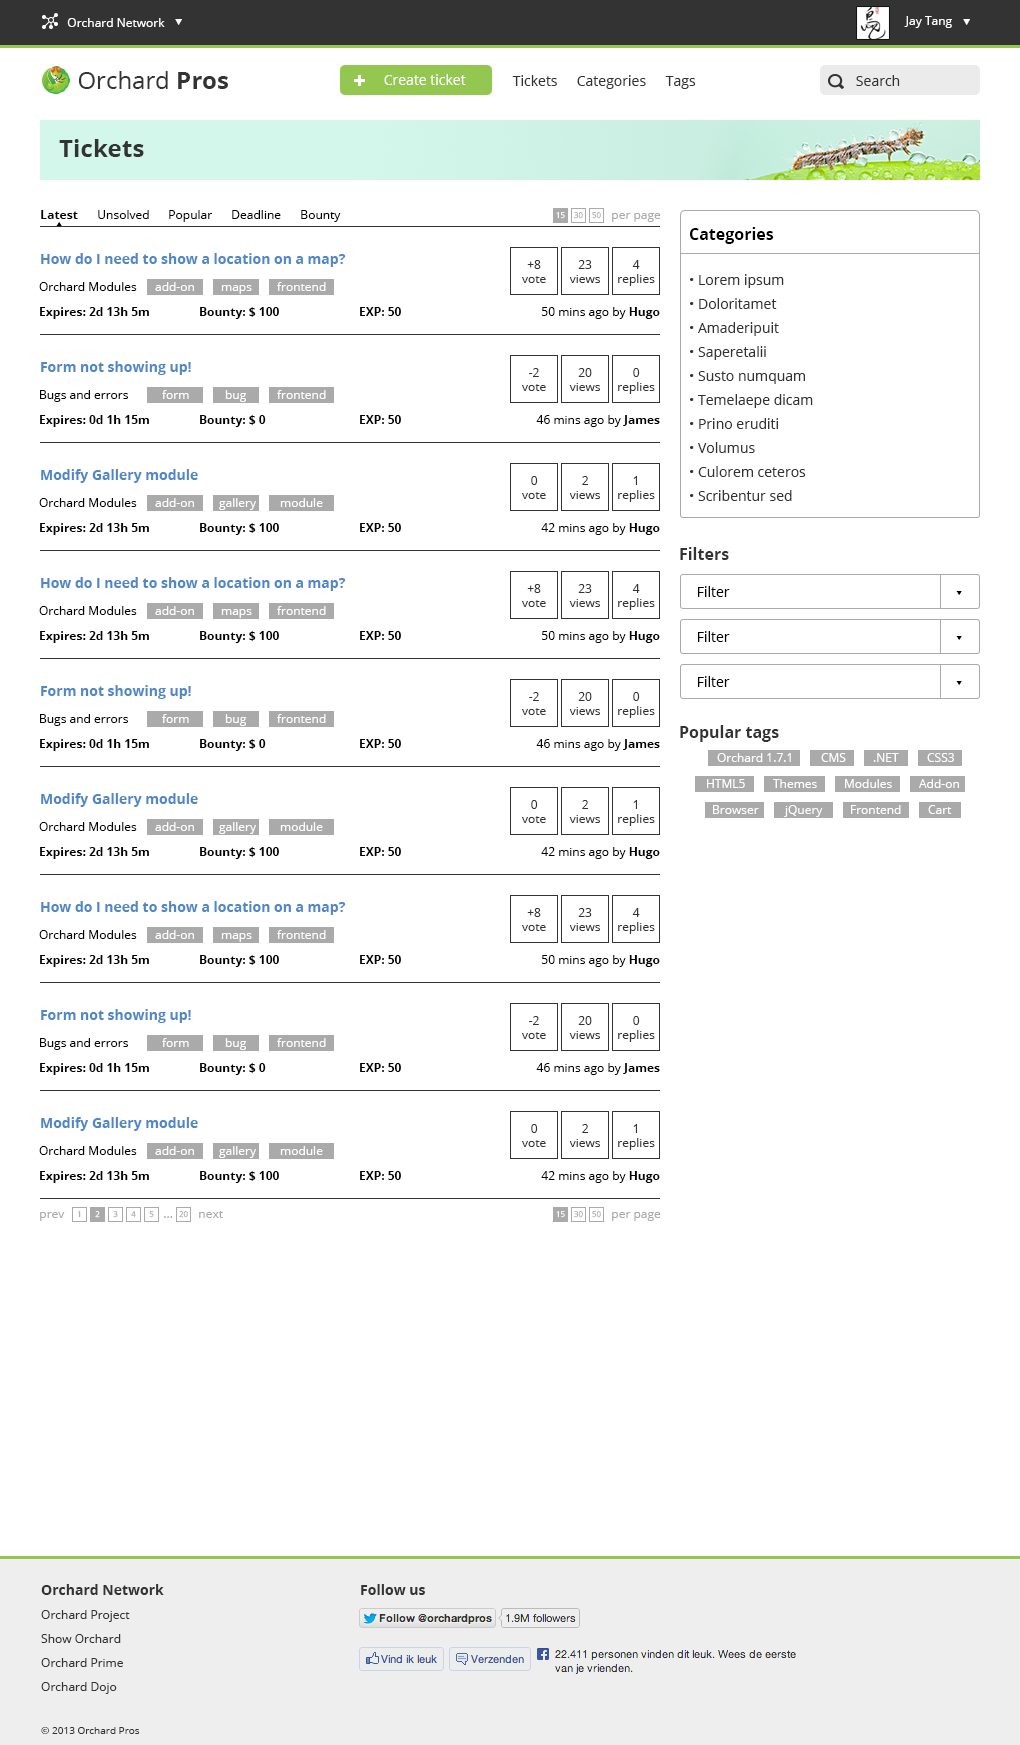 Orchard Network ▼ Jay Tang ▼
Orchard Pros + Create ticket Tickets Categories Tags Search
Tickets
Latest Unsolved Popular Deadline Bounty 15 30 50 per page
How do I need to show a location on a map? +8 vote 23 views 4 replies
Orchard Modules add-on maps frontend
Expires: 2d 13h 5m Bounty: $ 100 EXP: 50 50 mins ago by Hugo
Form not showing up! -2 vote 20 views 0 replies
Bugs and errors form bug frontend
Expires: 0d 1h 15m Bounty: $ 0 EXP: 50 46 mins ago by James
Modify Gallery module 0 vote 2 views 1 replies
Orchard Modules add-on gallery module
Expires: 2d 13h 5m Bounty: $ 100 EXP: 50 42 mins ago by Hugo
How do I need to show a location on a map? +8 vote 23 views 4 replies
Orchard Modules add-on maps frontend
Expires: 2d 13h 5m Bounty: $ 100 EXP: 50 50 mins ago by Hugo
Form not showing up! -2 vote 20 views 0 replies
Bugs and errors form bug frontend
Expires: 0d 1h 15m Bounty: $ 0 EXP: 50 46 mins ago by James
Modify Gallery module 0 vote 2 views 1 replies
Orchard Modules add-on gallery module
Expires: 2d 13h 5m Bounty: $ 100 EXP: 50 42 mins ago by Hugo
How do I need to show a location on a map? +8 vote 23 views 4 replies
Orchard Modules add-on maps frontend
Expires: 2d 13h 5m Bounty: $ 100 EXP: 50 50 mins ago by Hugo
Form not showing up! -2 vote 20 views 0 replies
Bugs and errors form bug frontend
Expires: 0d 1h 15m Bounty: $ 0 EXP: 50 46 mins ago by James
Modify Gallery module 0 vote 2 views 1 replies
Orchard Modules add-on gallery module
Expires: 2d 13h 5m Bounty: $ 100 EXP: 50 42 mins ago by Hugo
prev 1 2 3 4 5 ... 20 next 15 30 50 per page
Categories
• Lorem ipsum
• Doloritamet
• Amaderipuit
• Saperetalii
• Susto numquam
• Temelaepe dicam
• Prino eruditi
• Volumus
• Culorem ceteros
• Scribentur sed
Filters
Filter
Filter
Filter
Popular tags
Orchard 1.7.1 CMS .NET CSS3
HTML5 Themes Modules Add-on
Browser jQuery Frontend Cart
Orchard Network
Orchard Project
Show Orchard
Orchard Prime
Orchard Dojo
© 2013 Orchard Pros
Follow us
Follow @orchardpros 1.9M followers
Vind ik leuk Verzenden 22.411 personen vinden dit leuk. Wees de eerste
van je vrienden.